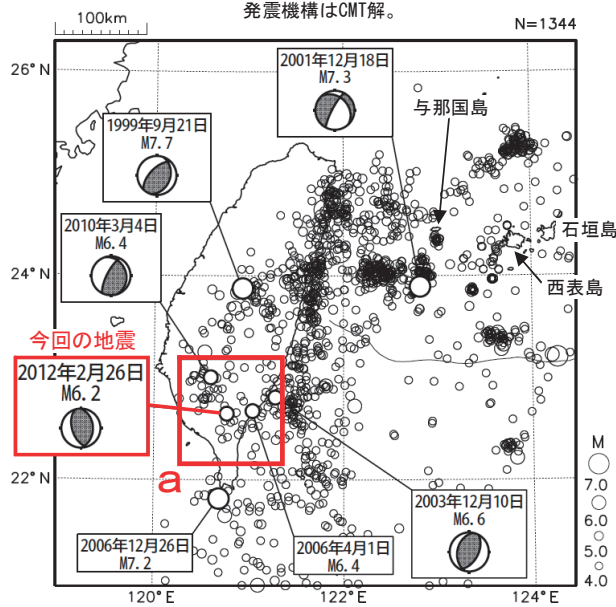 発震機構はCMT解。
100km
N=1344
26°N
2001年12月18日
M7.3
与那国島
1999年9月21日
M7.7
2010年3月4日
M6.4
石垣島
24°N
西表島
今回の地震
2012年2月26日
M6.2
a
22°N
M
7.0
6.0
5.0
4.0
2003年12月10日
M6.6
2006年12月26日
M7.2
2006年4月1日
M6.4
120°E
122°E
124°E